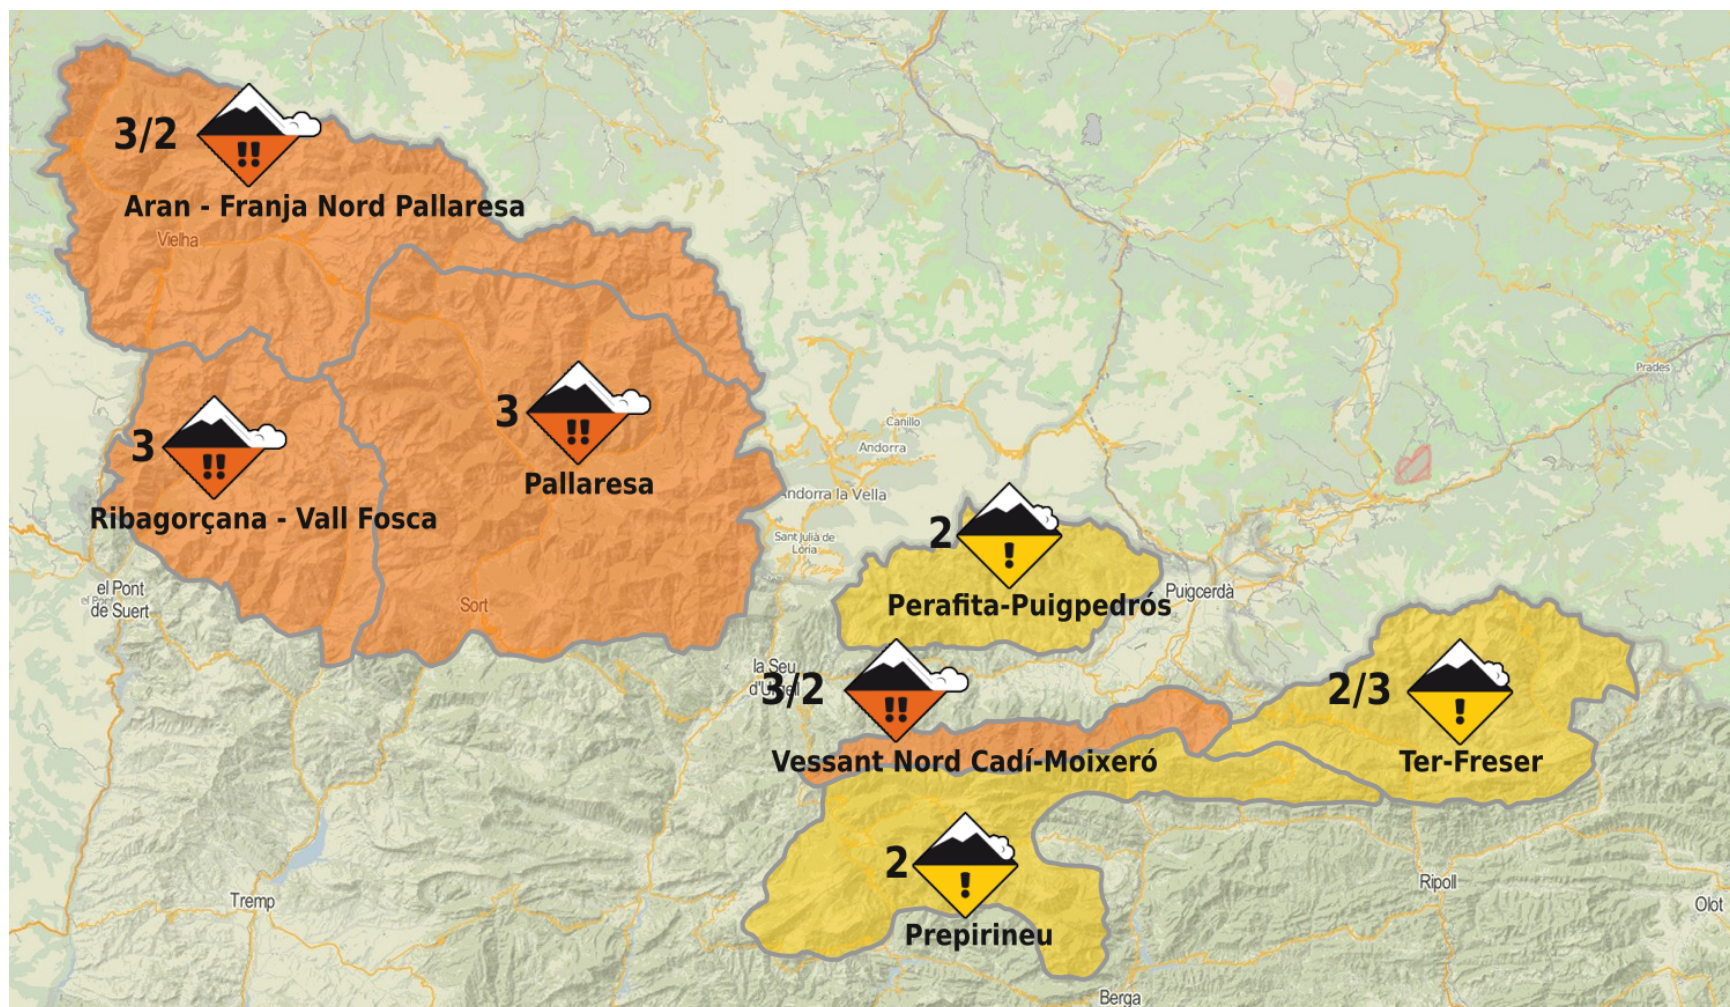 3/2
!!
Aran - Franja Nord Pallaresa
Vielha
Prades
3
!!
Pallaresa
3
!!
Ribagorçana - Vall Fosca
Canillo
Andorra
Andorra la Vella
Sant Julià de
Lòria
2
!
Perafita-Puigpedrós
Puigcerdà
el Pont
de Suert
Sort
la Seu
d'Urgell
3/2
!!
Vessant Nord Cadí-Moixeró
2/3
!
Ter-Freser
2
!
Prepirineu
Tremp
Ripoll
Olot
Berga